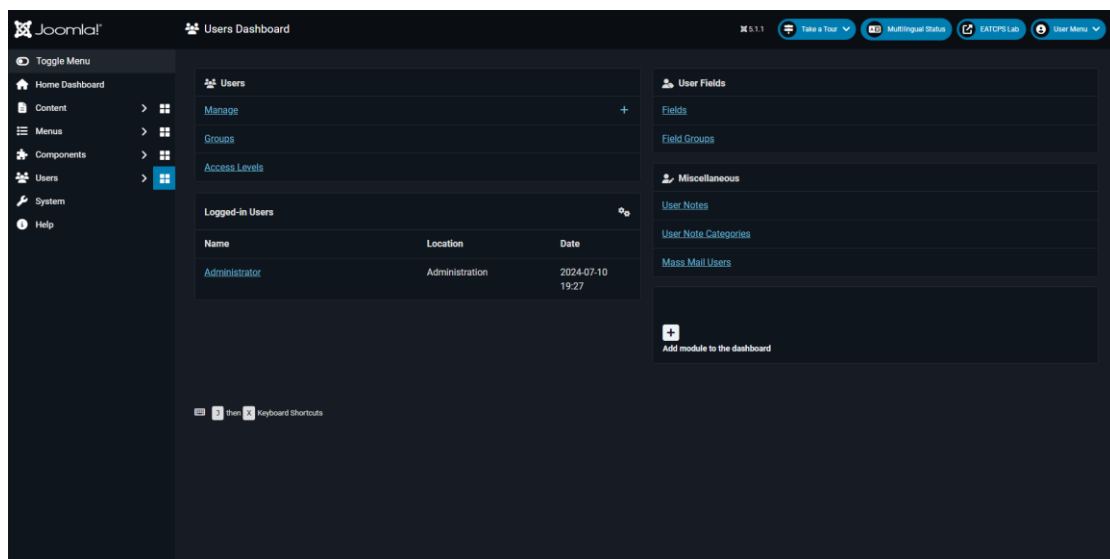 Joomla!®
Users Dashboard
5.1.1
Take a Tour
Multilingual Status
EATCPS Lab
User Menu
Toggle Menu
Home Dashboard
Content
Menus
Components
Users
System
Help
Users
Manage
Groups
Access Levels
Logged-in Users
Name Location Date
Administrator Administration 2024-07-10
19:27
User Fields
Fields
Field Groups
Miscellaneous
User Notes
User Note Categories
Mass Mail Users
Add module to the dashboard
J then X Keyboard Shortcuts